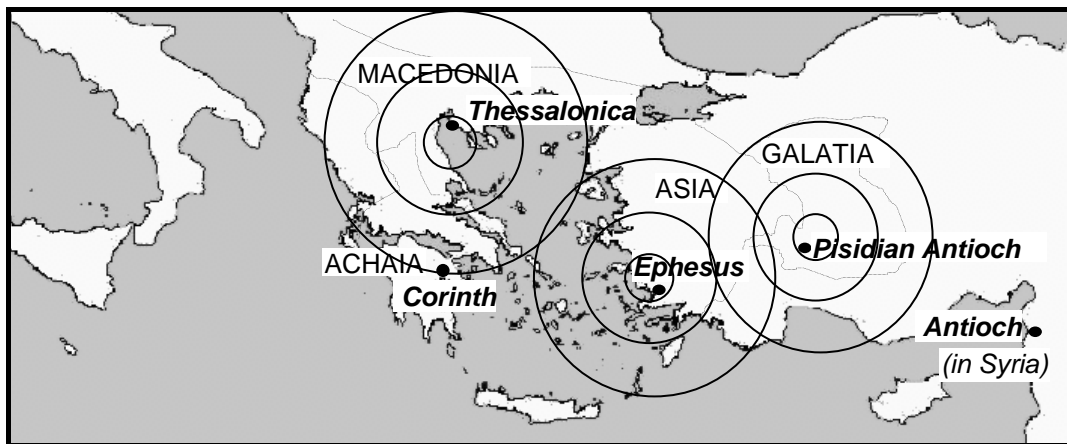 MACEDONIA
Thessalonica
GALATIA
ASIA
Pisidian Antioch
ACHAIA
Ephesus
Corinth
Antioch
(in Syria)